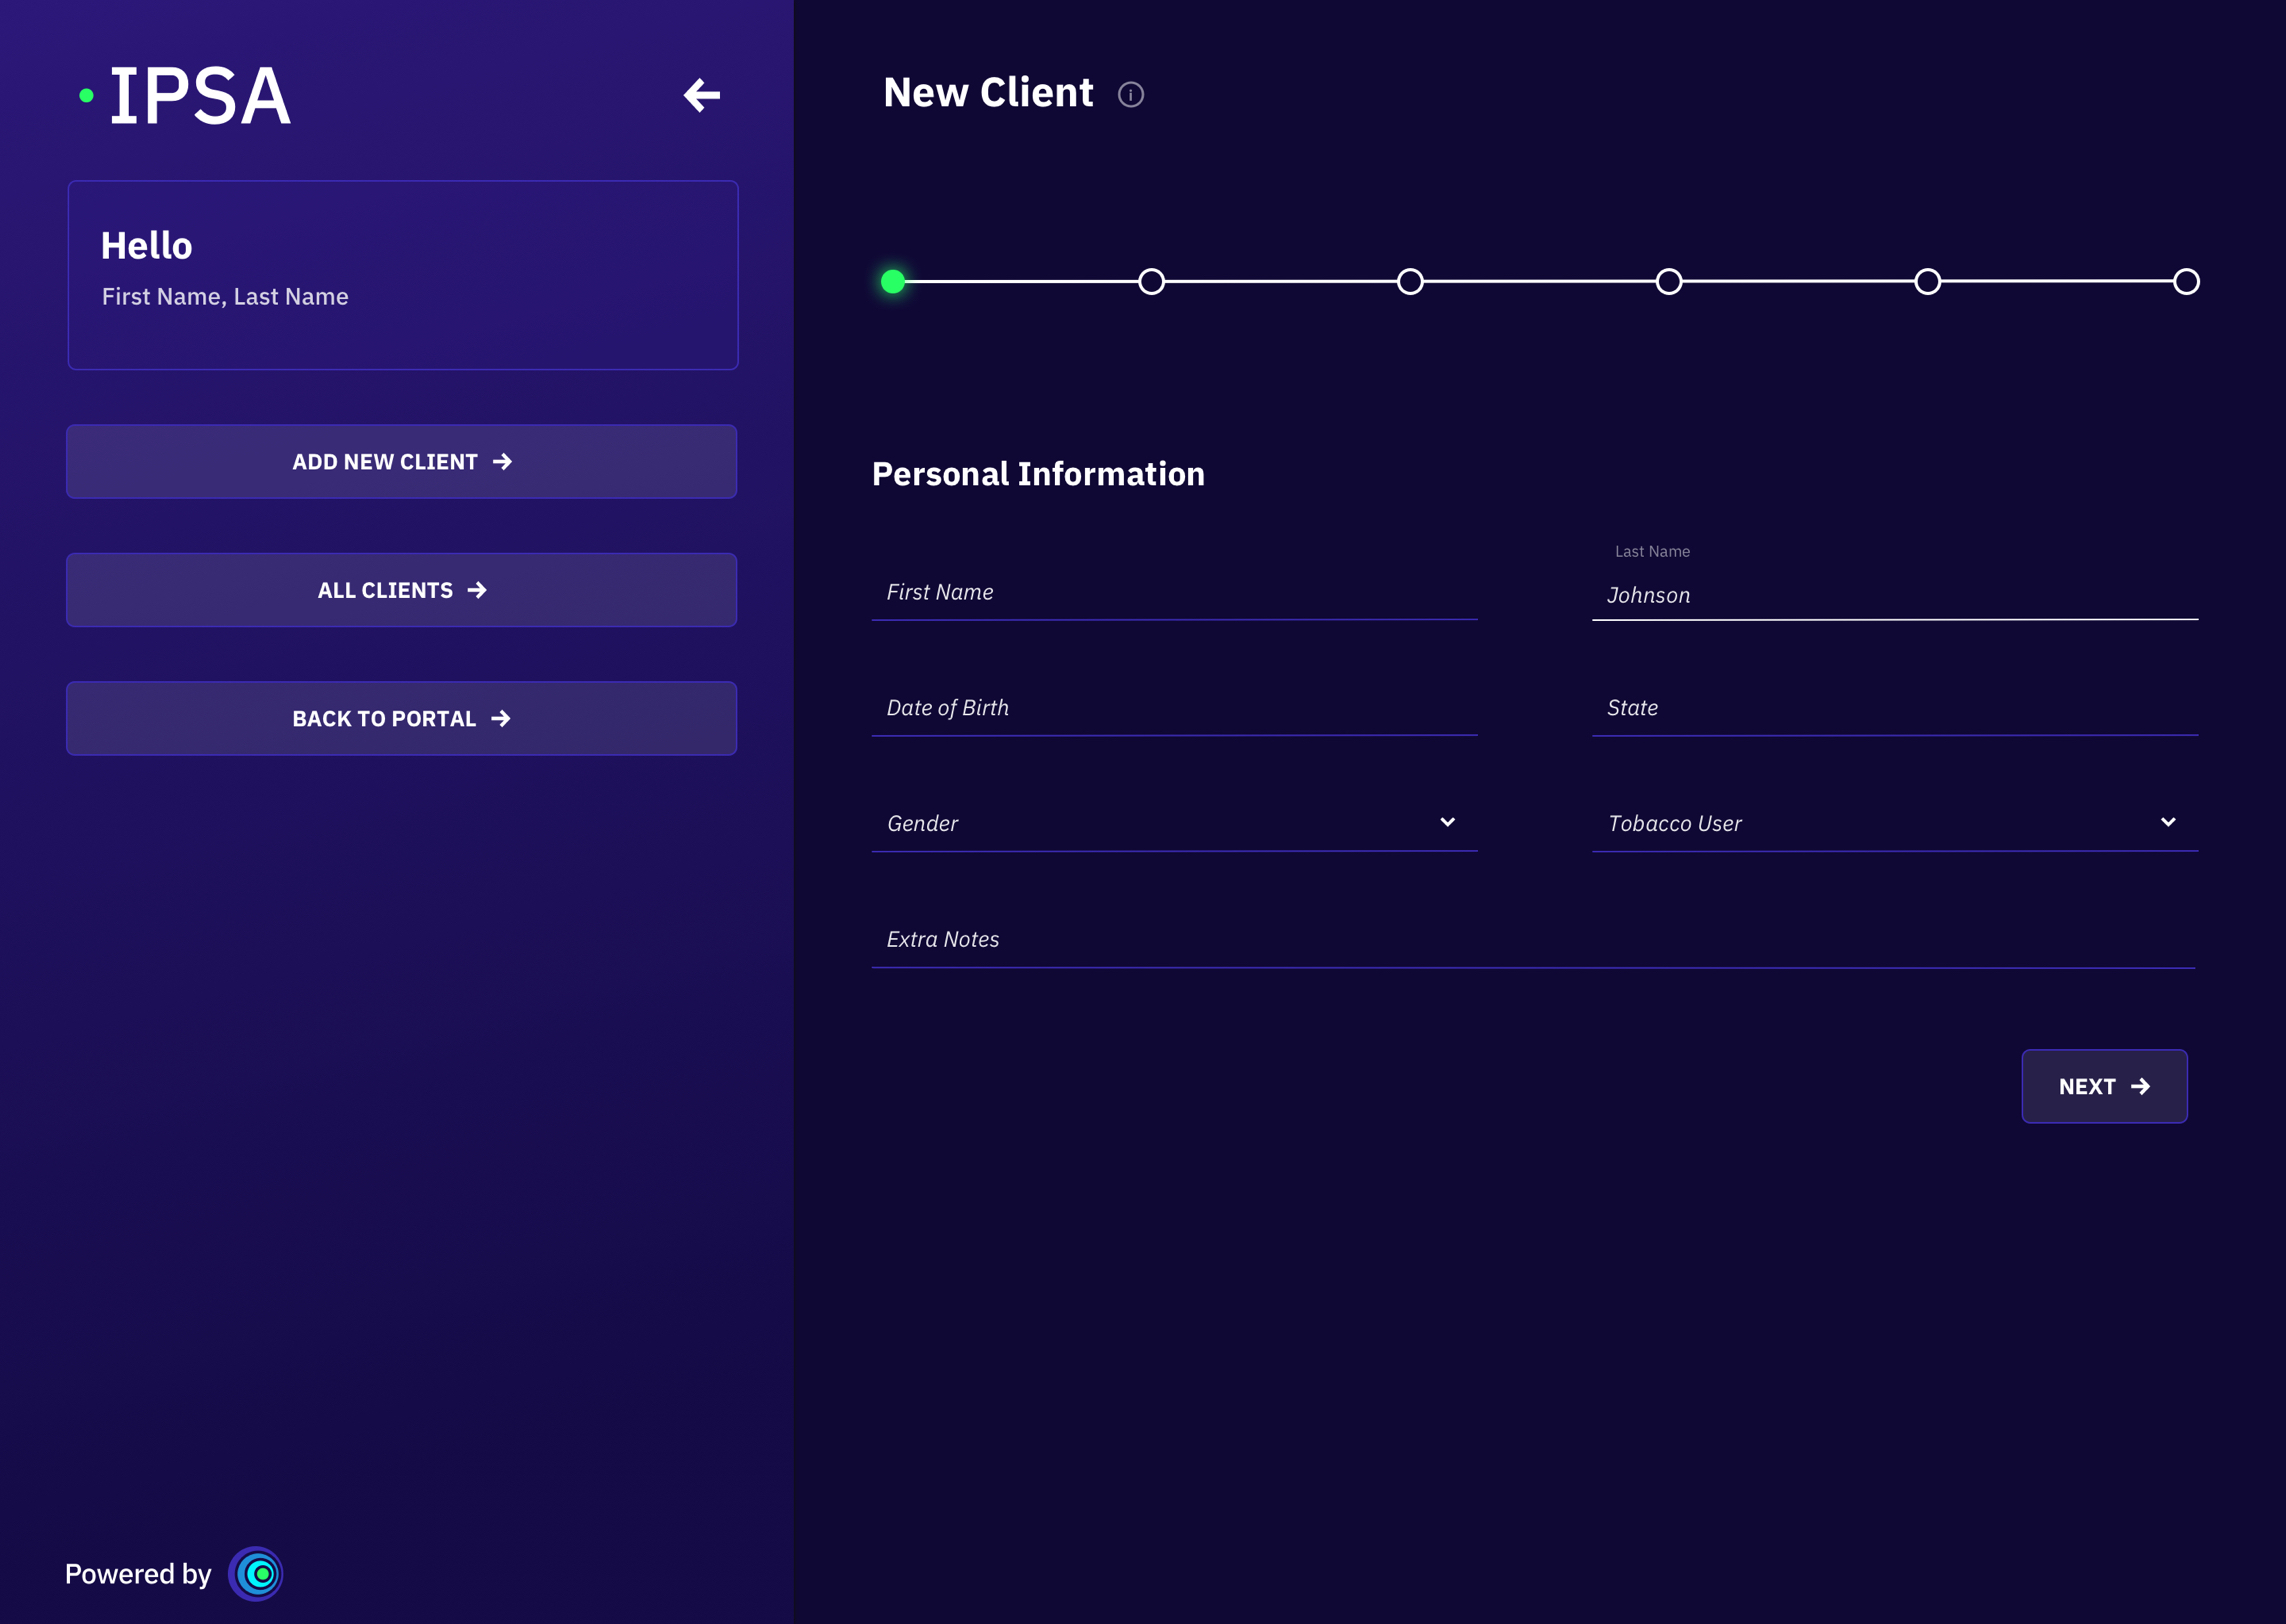 IPSA
Hello
First Name, Last Name
ADD NEW CLIENT
ALL CLIENTS
BACK TO PORTAL
Powered by
New Client
Personal Information
First Name
Last Name
Johnson
Date of Birth
State
Gender
Tobacco User
Extra Notes
NEXT